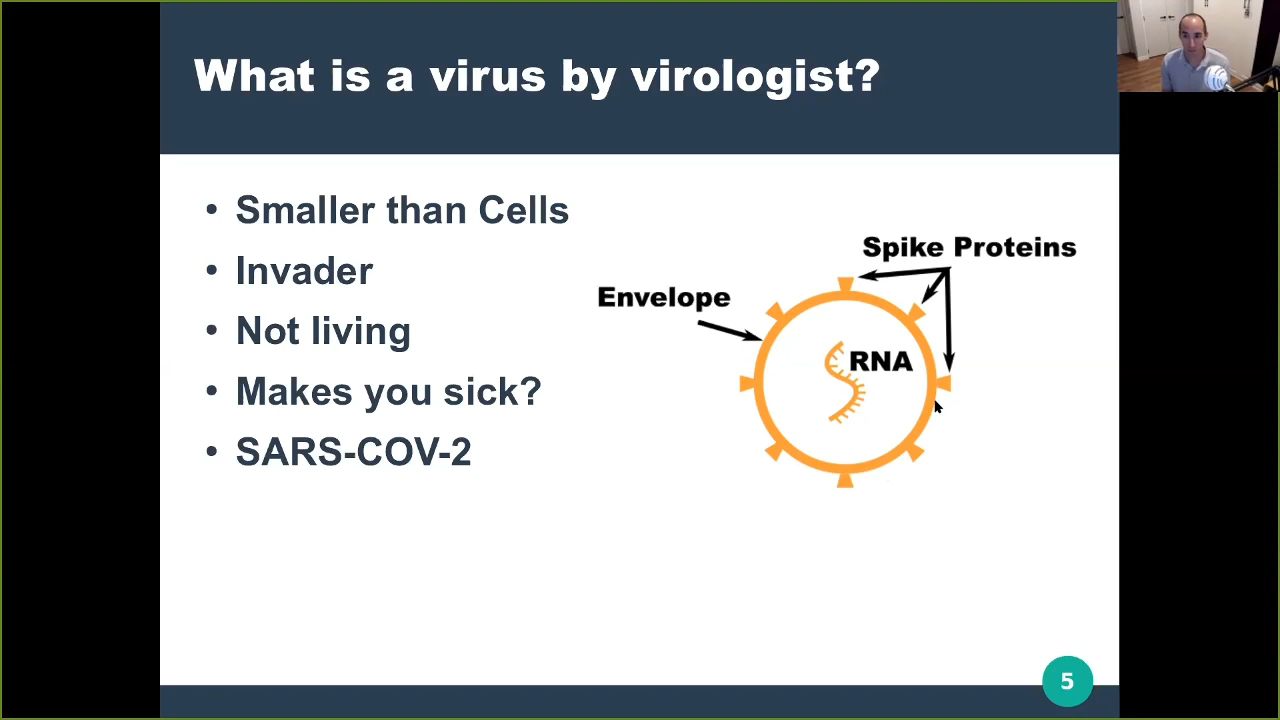 What is a virus by virologist?
• Smaller than Cells
• Invader
• Not living
• Makes you sick?
• SARS-COV-2
Spike Proteins
Envelope
RNA
5